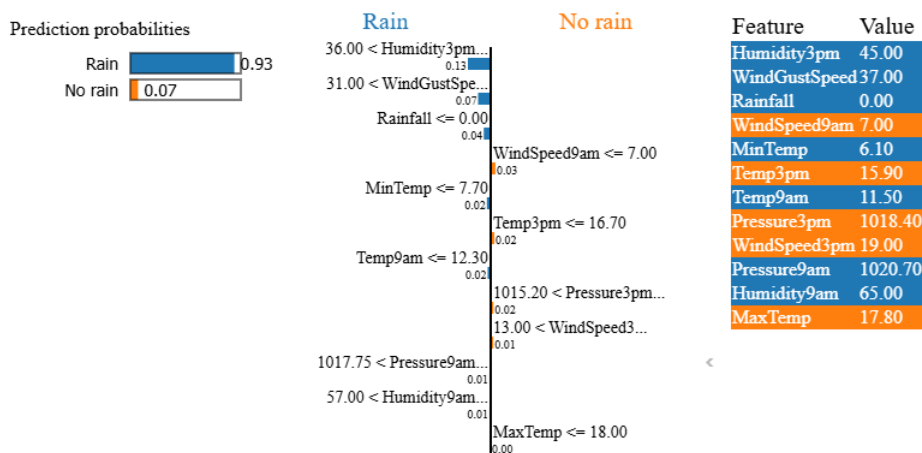 Prediction probabilities
Rain 0.93
No rain 0.07
Rain No rain
36.00 < Humidity3pm...
0.13
31.00 < WindGustSpe...
0.07
Rainfall <= 0.00
0.04
WindSpeed9am <= 7.00
0.03
MinTemp <= 7.70
0.02
Temp3pm <= 16.70
0.02
Temp9am <= 12.30
0.02
1015.20 < Pressure3pm...
0.02
13.00 < WindSpeed3...
0.01
1017.75 < Pressure9am...
0.01
57.00 < Humidity9am...
0.01
MaxTemp <= 18.00
0.00
Feature Value
Humidity3pm 45.00
WindGustSpeed 37.00
Rainfall 0.00
WindSpeed9am 7.00
MinTemp 6.10
Temp3pm 15.90
Temp9am 11.50
Pressure3pm 1018.40
WindSpeed3pm 19.00
Pressure9am 1020.70
Humidity9am 65.00
MaxTemp 17.80